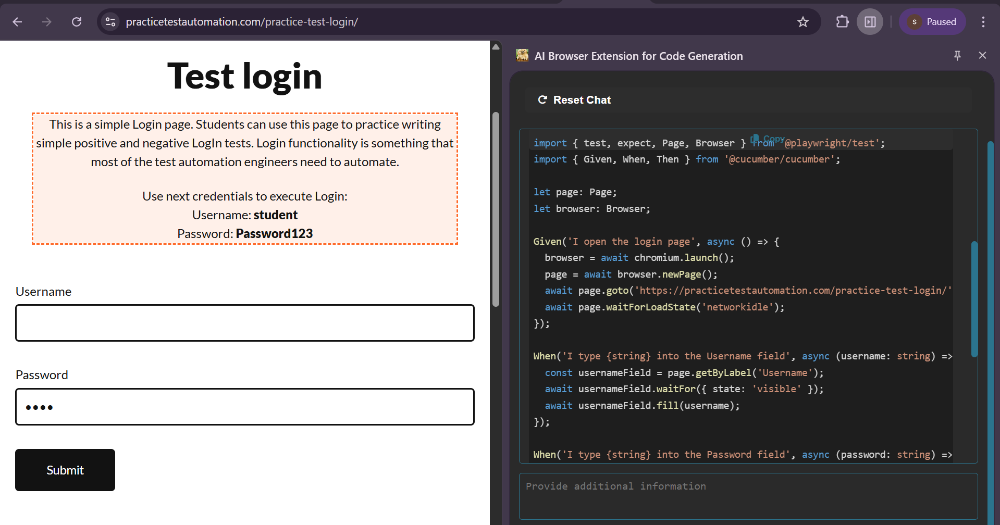 practicetestautomation.com/practice-test-login/
s
Paused
Test login
This is a simple Login page. Students can use this page to practice writing
simple positive and negative LogIn tests. Login functionality is something that
most of the test automation engineers need to automate.
Use next credentials to execute Login:
Username: student
Password: Password123
Username
Password
••••
Submit
AI Browser Extension for Code Generation
Reset Chat
Copy
import { test, expect, Page, Browser } from '@playwright/test';
import { Given, When, Then } from '@cucumber/cucumber';
let page: Page;
let browser: Browser;
Given('I open the login page', async () => {
browser = await chromium.launch();
page = await browser.newPage();
await page.goto('https://practicetestautomation.com/practice-test-login/'
await page.waitForLoadState('networkidle');
});
When('I type {string} into the Username field', async (username: string) =>
const usernameField = page.getByLabel('Username');
await usernameField.waitFor({ state: 'visible' });
await usernameField.fill(username);
});
When('I type {string} into the Password field', async (password: string) =>
Provide additional information